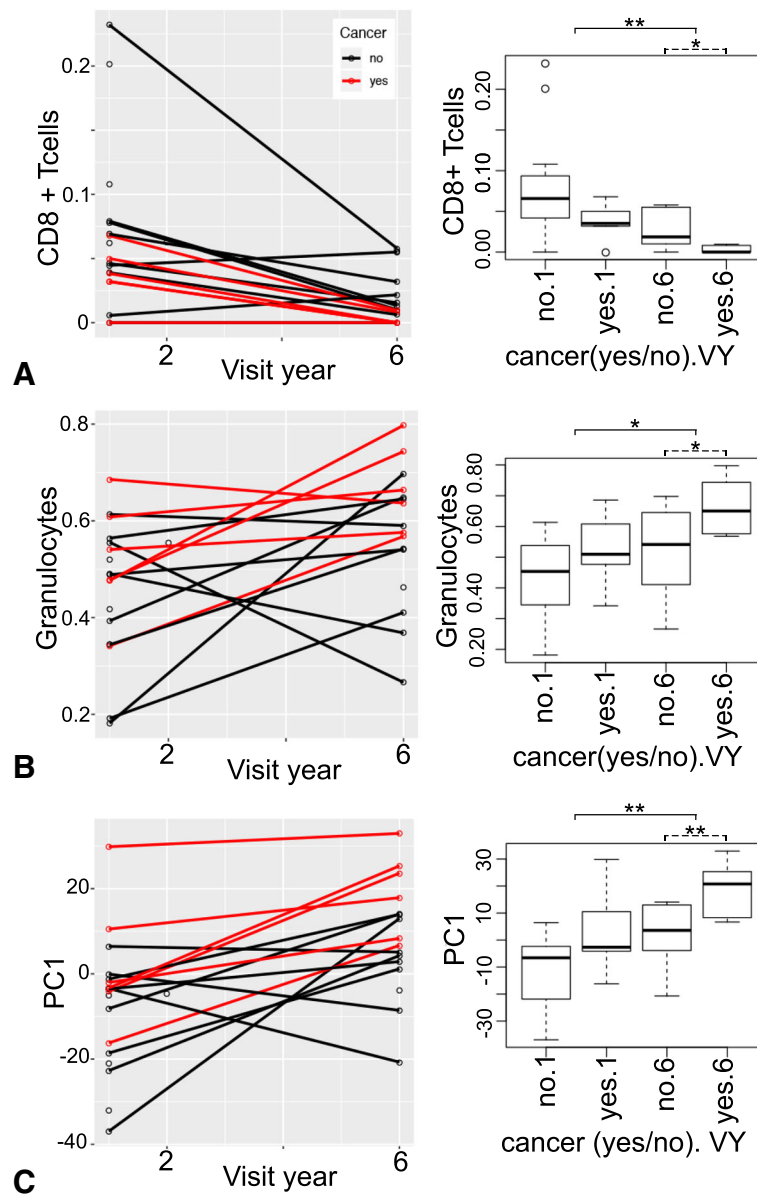 Cancer
no
yes
CD8 + Tcells
0.2
0.1
0
2
6
Visit year
A
**
*
CD8+ Tcells
0.20
0.10
0.00
no.1
yes.1
no.6
yes.6
cancer(yes/no).VY
Granulocytes
0.8
0.6
0.4
0.2
2
6
Visit year
B
*
*
Granulocytes
0.80
0.60
0.40
0.20
no.1
yes.1
no.6
yes.6
cancer(yes/no).VY
PC1
20
0
-20
-40
2
6
Visit year
C
**
**
PC1
30
10
-10
-30
no.1
yes.1
no.6
yes.6
cancer (yes/no). VY